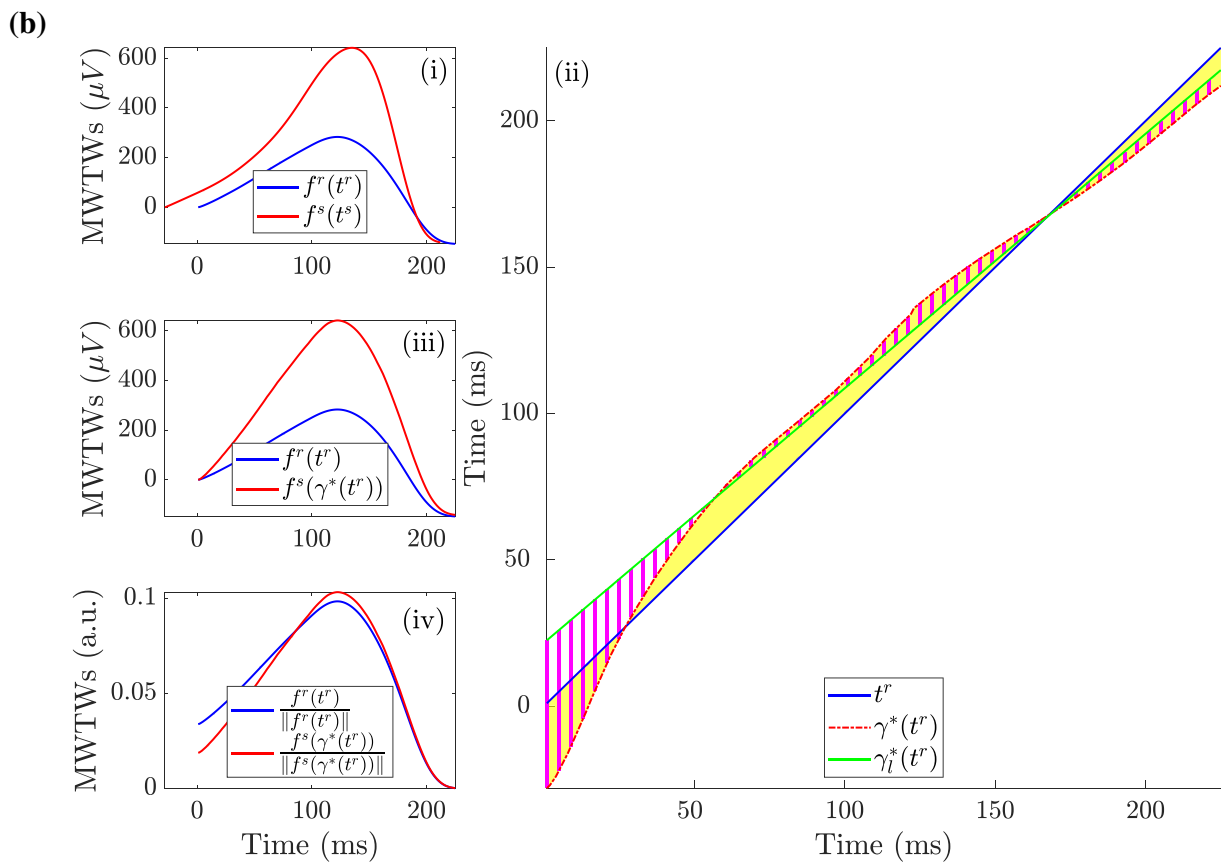 (b)
600
400
200
0
MWTWs (μV)
(i)
f^r(t^r)
f^s(t^s)
0 100 200
600
400
200
0
MWTWs (μV)
(iii)
f^r(t^r)
f^s(γ*(t^r))
0 100 200
0.1
0.05
0
MWTWs (a.u.)
(iv)
f^r(t^r)
‖f^r(t^r)‖
f^s(γ*(t^r))
‖f^s(γ*(t^r))‖
0 100 200
Time (ms)
(ii)
200
150
100
50
0
Time (ms)
t^r
γ*(t^r)
γ_l*(t^r)
50 100 150 200
Time (ms)